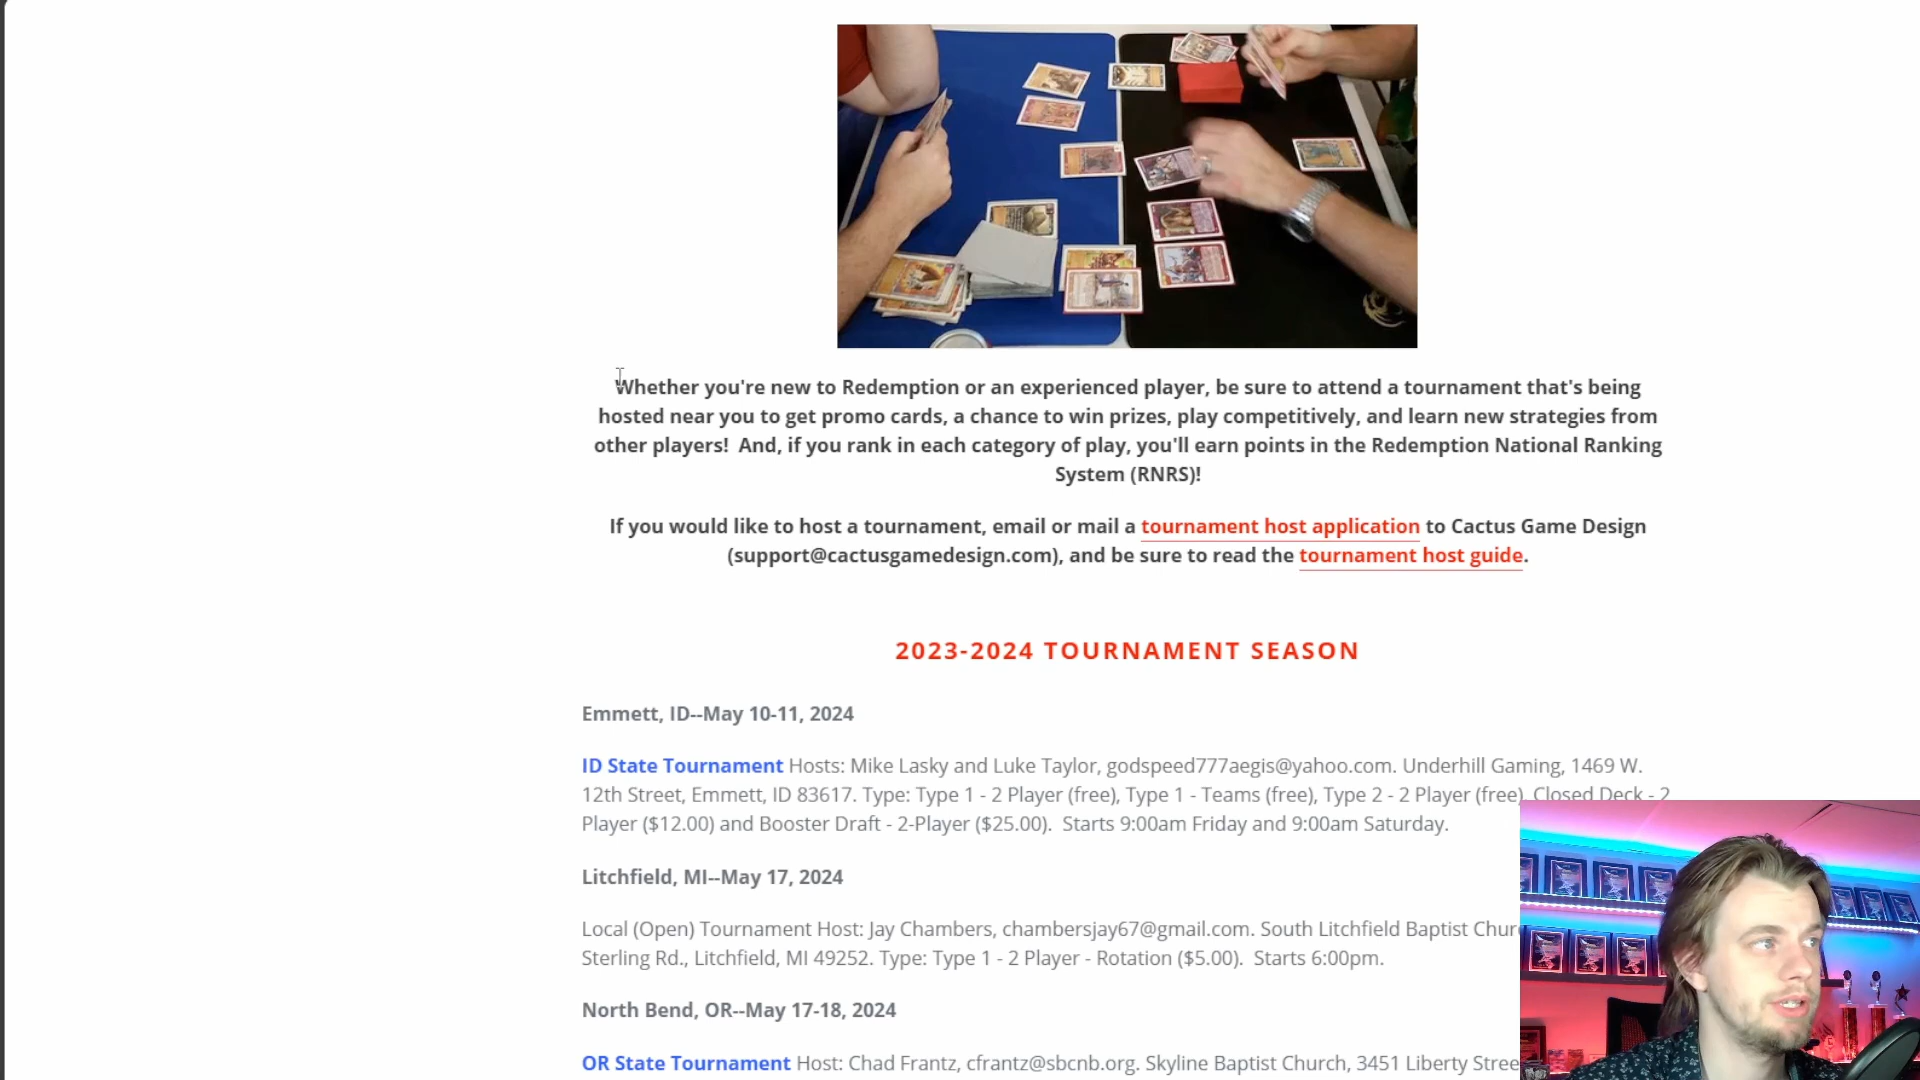 Whether you're new to Redemption or an experienced player, be sure to attend a tournament that's being
hosted near you to get promo cards, a chance to win prizes, play competitively, and learn new strategies from
other players!  And, if you rank in each category of play, you'll earn points in the Redemption National Ranking
System (RNRS)!
If you would like to host a tournament, email or mail a tournament host application to Cactus Game Design
(support@cactusgamedesign.com), and be sure to read the tournament host guide.
2023-2024 TOURNAMENT SEASON
Emmett, ID--May 10-11, 2024
ID State Tournament Hosts: Mike Lasky and Luke Taylor, godspeed777aegis@yahoo.com. Underhill Gaming, 1469 W.
12th Street, Emmett, ID 83617. Type: Type 1 - 2 Player (free), Type 1 - Teams (free), Type 2 - 2 Player (free), Closed Deck - 2
Player ($12.00) and Booster Draft - 2-Player ($25.00).  Starts 9:00am Friday and 9:00am Saturday.
Litchfield, MI--May 17, 2024
Local (Open) Tournament Host: Jay Chambers, chambersjay67@gmail.com. South Litchfield Baptist
Sterling Rd., Litchfield, MI 49252. Type: Type 1 - 2 Player - Rotation ($5.00).  Starts 6:00pm.
North Bend, OR--May 17-18, 2024
OR State Tournament Host: Chad Frantz, cfrantz@sbcnb.org. Skyline Baptist Church, 3451 Liberty